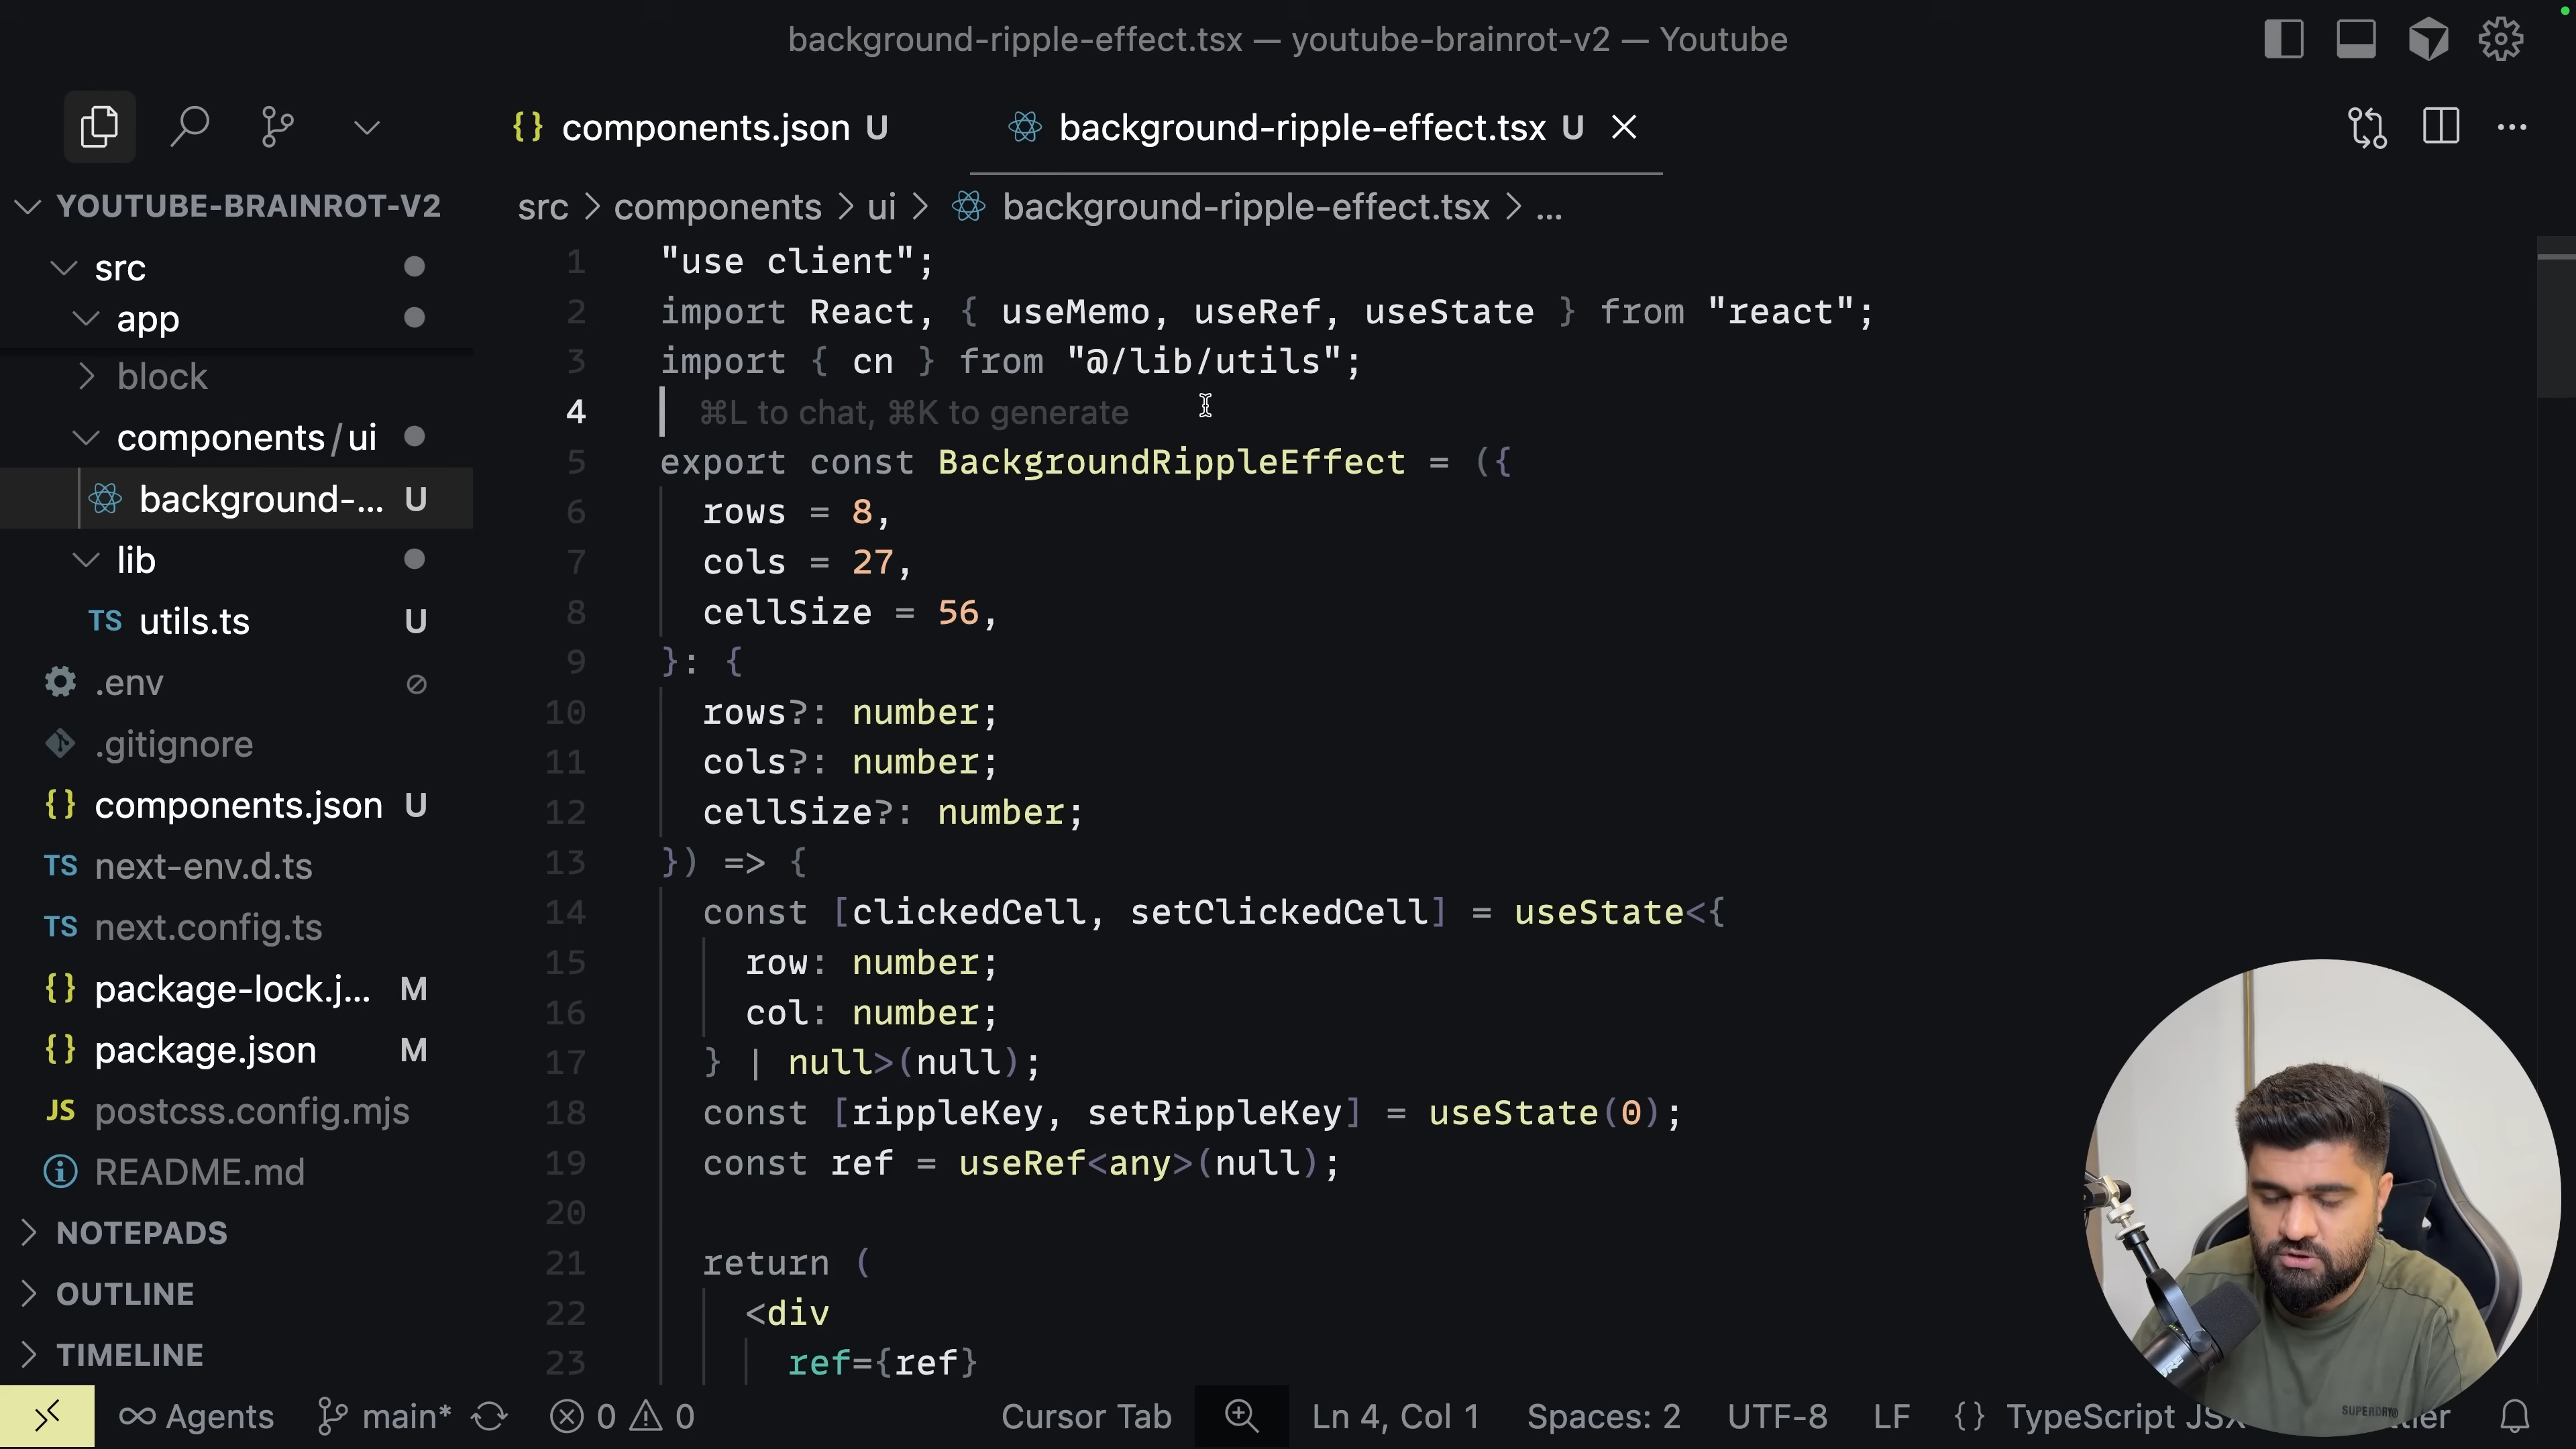 background-ripple-effect.tsx — youtube-brainrot-v2 — Youtube
{} components.json U
background-ripple-effect.tsx U
YOUTUBE-BRAINROT-V2
src > components > ui > background-ripple-effect.tsx > ...
src
app
block
components/ui
background-... U
lib
TS utils.ts U
.env
.gitignore
{} components.json U
TS next-env.d.ts
TS next.config.ts
{} package-lock.j... M
{} package.json M
JS postcss.config.mjs
README.md
NOTEPADS
OUTLINE
TIMELINE
1 "use client";
2 import React, { useMemo, useRef, useState } from "react";
3 import { cn } from "@/lib/utils";
4 ⌘L to chat, ⌘K to generate
5 export const BackgroundRippleEffect = ({
6 rows = 8,
7 cols = 27,
8 cellSize = 56,
9 }: {
10 rows?: number;
11 cols?: number;
12 cellSize?: number;
13 }) => {
14 const [clickedCell, setClickedCell] = useState<{
15 row: number;
16 col: number;
17 } | null>(null);
18 const [rippleKey, setRippleKey] = useState(0);
19 const ref = useRef<any>(null);
20
21 return (
22 <div
23 ref={ref}
SUPERDRY®
Agents main* 0 0 Cursor Tab Ln 4, Col 1 Spaces: 2 UTF-8 LF {} TypeScript JSX